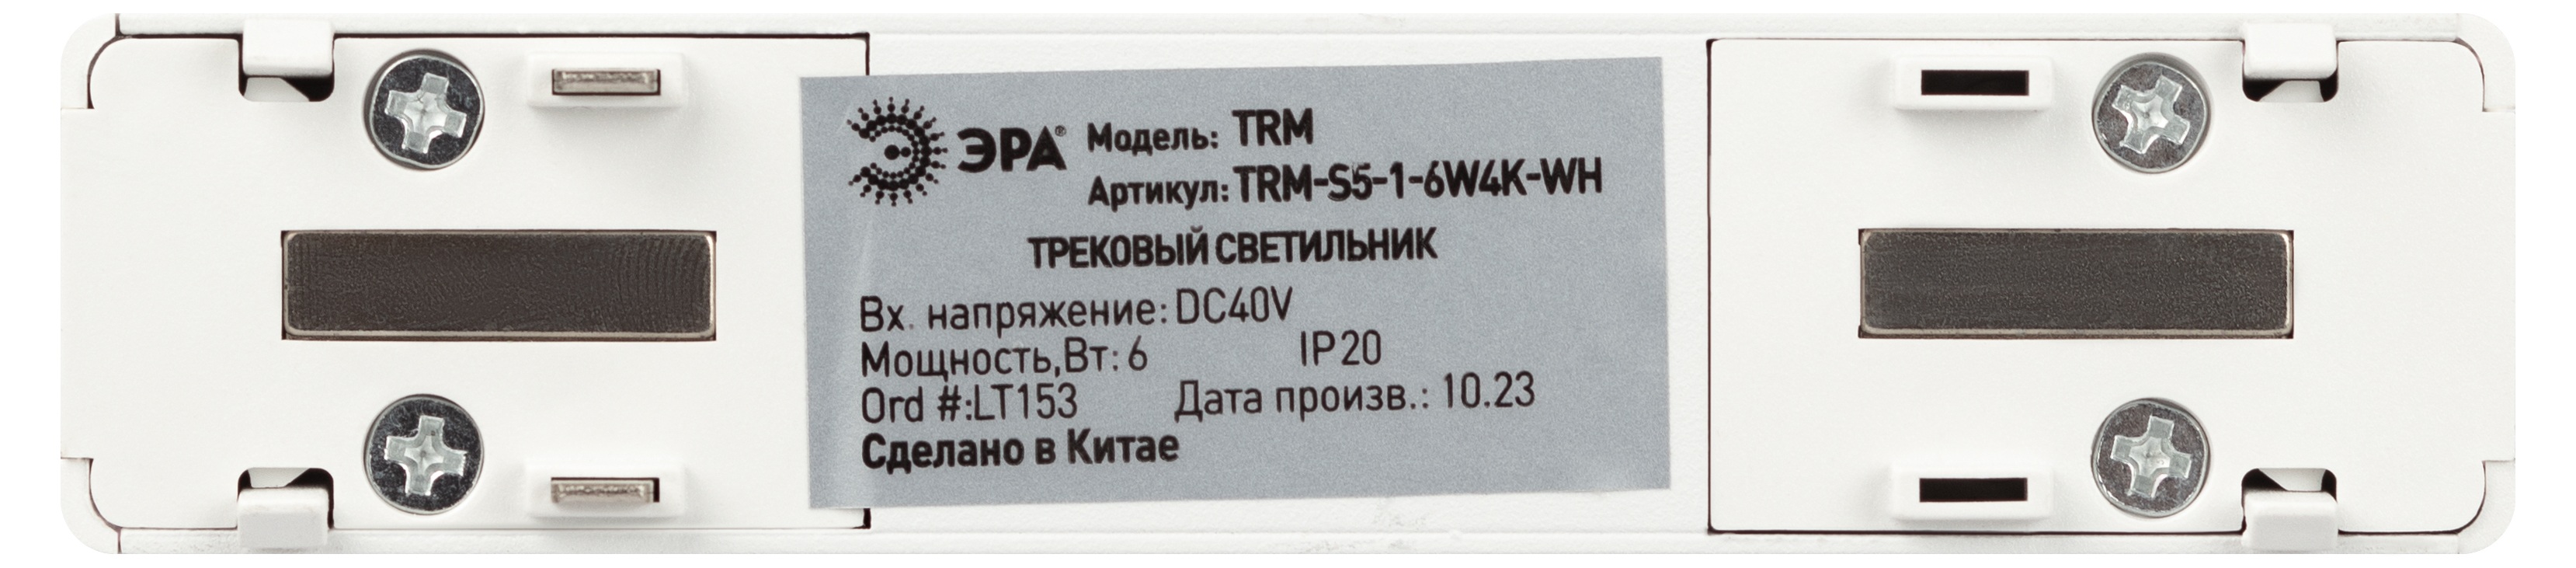 ЭРА® Модель: TRM
Артикул: TRM-S5-1-6W4K-WH
ТРЕКОВЫЙ СВЕТИЛЬНИК
Вх. напряжение: DC40V
Мощность,Вт: 6 IP20
Ord #:LT153 Дата произв.: 10.23
Сделано в Китае